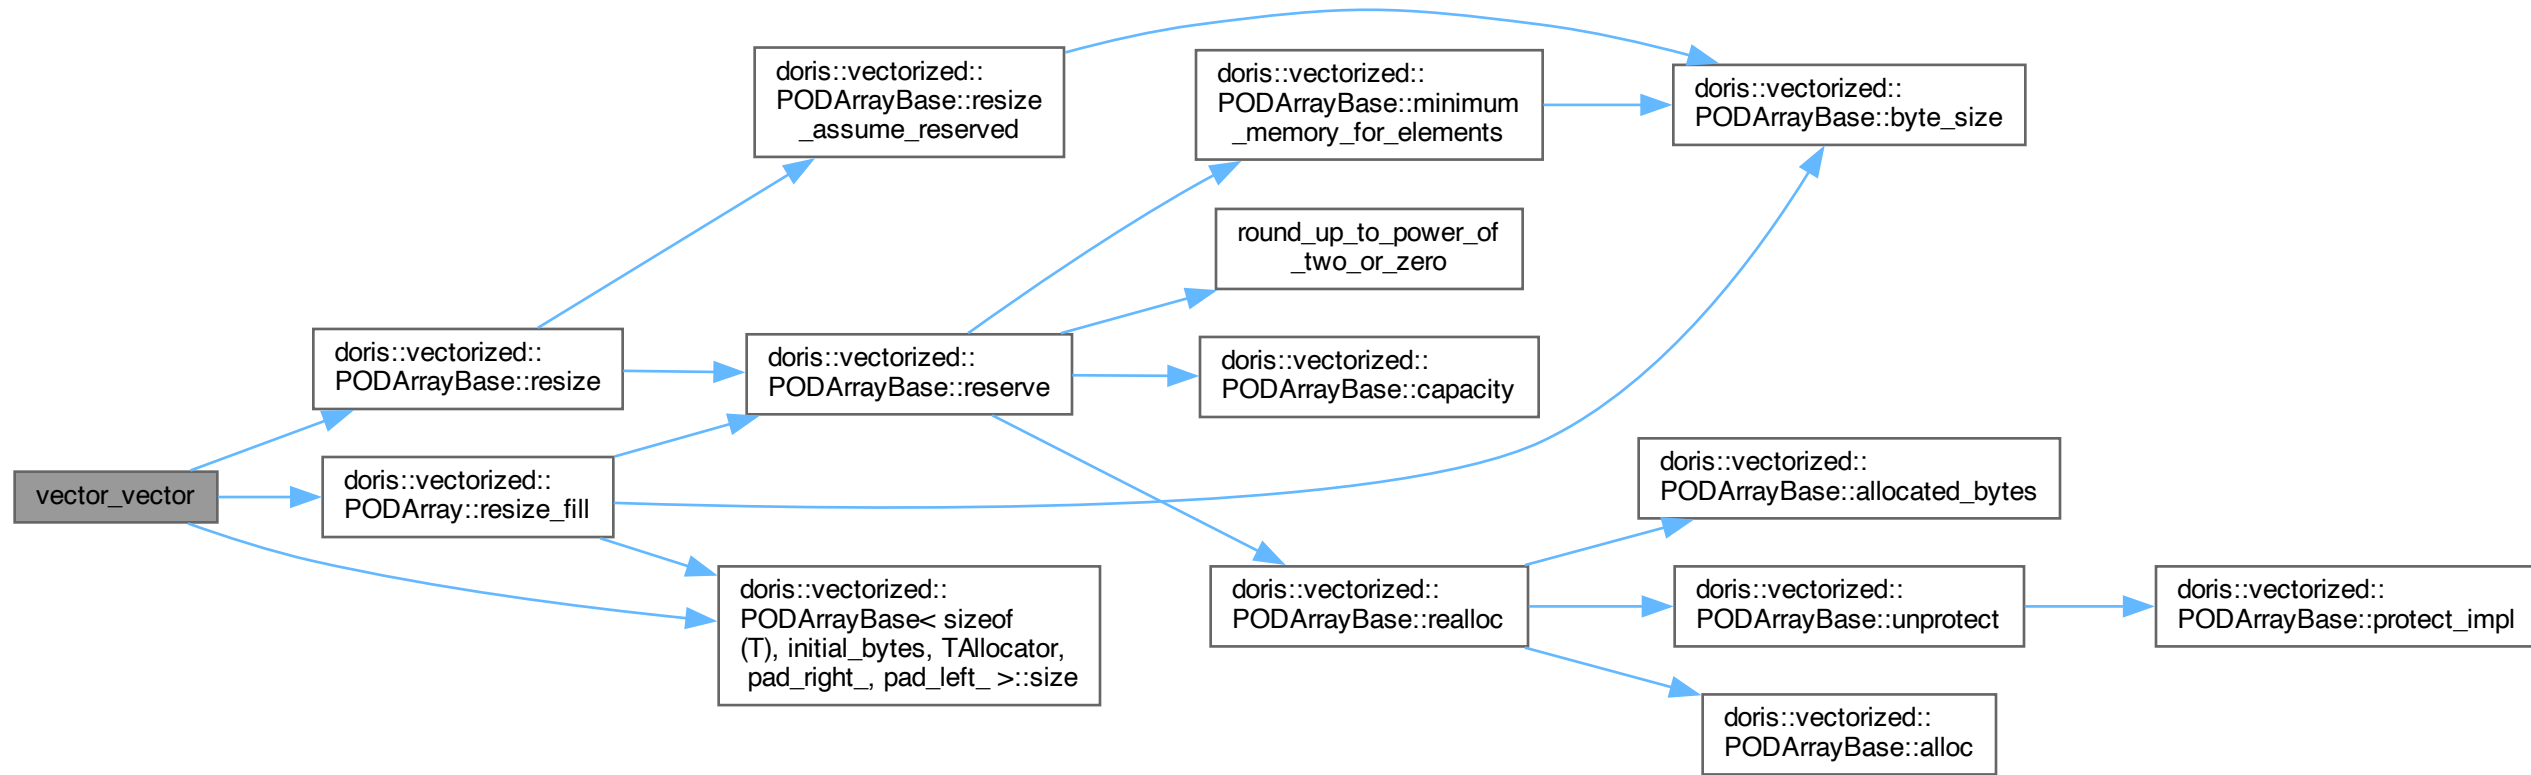 vector_vector
doris::vectorized::
PODArrayBase::resize
doris::vectorized::
PODArray::resize_fill
doris::vectorized::
PODArrayBase::resize
_assume_reserved
doris::vectorized::
PODArrayBase::reserve
doris::vectorized::
PODArrayBase< sizeof
(T), initial_bytes, TAllocator,
pad_right_, pad_left_ >::size
doris::vectorized::
PODArrayBase::minimum
_memory_for_elements
round_up_to_power_of
_two_or_zero
doris::vectorized::
PODArrayBase::capacity
doris::vectorized::
PODArrayBase::realloc
doris::vectorized::
PODArrayBase::byte_size
doris::vectorized::
PODArrayBase::allocated_bytes
doris::vectorized::
PODArrayBase::unprotect
doris::vectorized::
PODArrayBase::alloc
doris::vectorized::
PODArrayBase::protect_impl